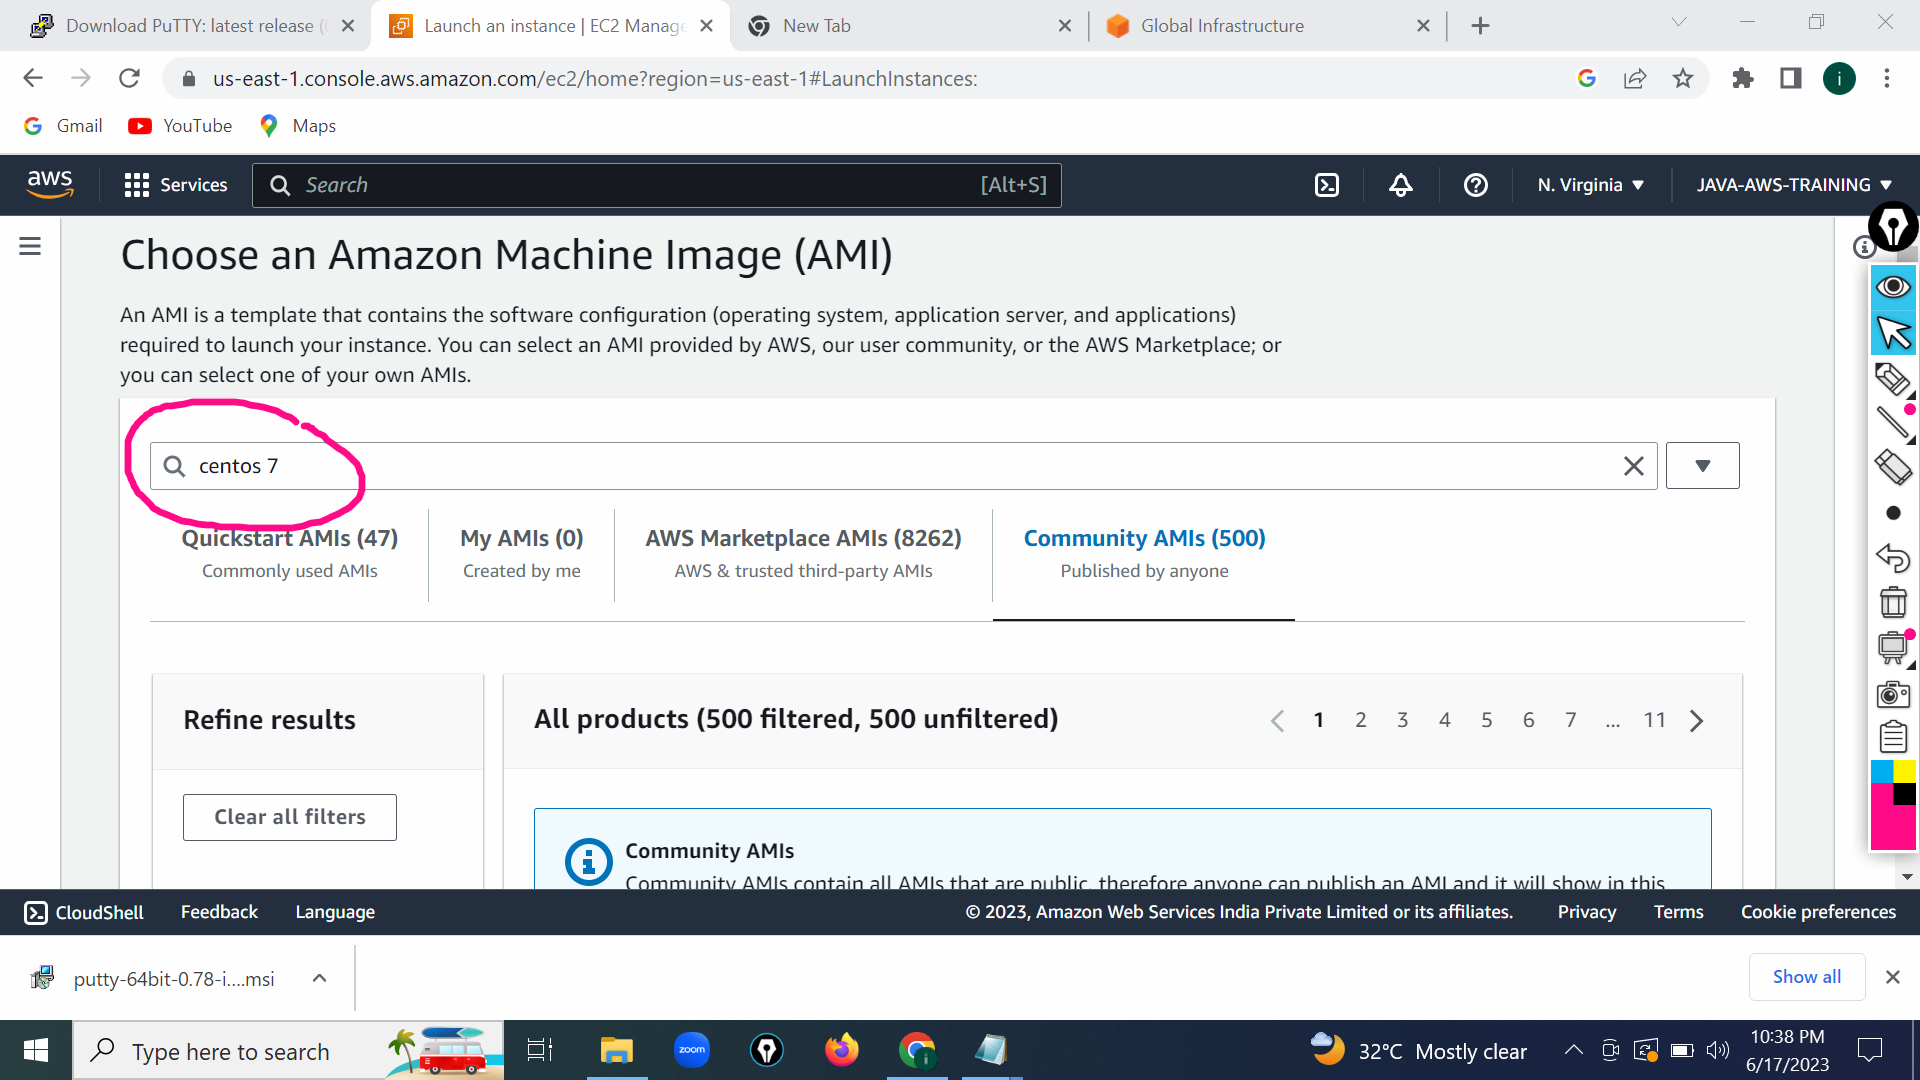 Download PuTTY: latest release (
Launch an instance | EC2 Manage
New Tab
Global Infrastructure
us-east-1.console.aws.amazon.com/ec2/home?region=us-east-1#LaunchInstances:
i
Gmail
YouTube
Maps
aws
Services
Search
[Alt+S]
N. Virginia
JAVA-AWS-TRAINING
Choose an Amazon Machine Image (AMI)
An AMI is a template that contains the software configuration (operating system, application server, and applications)
required to launch your instance. You can select an AMI provided by AWS, our user community, or the AWS Marketplace; or
you can select one of your own AMIs.
centos 7
Quickstart AMIs (47)
Commonly used AMIs
My AMIs (0)
Created by me
AWS Marketplace AMIs (8262)
AWS & trusted third-party AMIs
Community AMIs (500)
Published by anyone
Refine results
Clear all filters
All products (500 filtered, 500 unfiltered)
1 2 3 4 5 6 7 ... 11
Community AMIs
Community AMIs contain all AMIs that are public, therefore anyone can publish an AMI and it will show in this
CloudShell
Feedback
Language
© 2023, Amazon Web Services India Private Limited or its affiliates.
Privacy
Terms
Cookie preferences
putty-64bit-0.78-i....msi
Show all
Type here to search
zoom
32°C Mostly clear
10:38 PM
6/17/2023